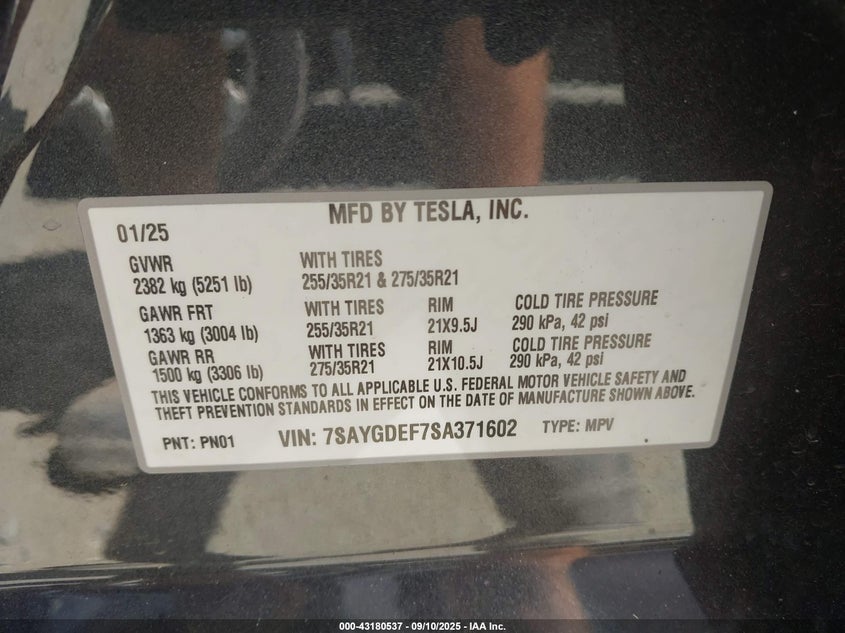 MFD BY TESLA, INC.
01/25
GVWR WITH TIRES
2382 kg (5251 lb) 255/35R21 & 275/35R21
GAWR FRT WITH TIRES RIM COLD TIRE PRESSURE
1363 kg (3004 lb) 255/35R21 21X9.5J 290 kPa, 42 psi
GAWR RR WITH TIRES RIM COLD TIRE PRESSURE
1500 kg (3306 lb) 275/35R21 21X10.5J 290 kPa, 42 psi
THIS VEHICLE CONFORMS TO ALL APPLICABLE U.S. FEDERAL MOTOR VEHICLE SAFETY AND
THEFT PREVENTION STANDARDS IN EFFECT ON THE DATE OF MANUFACTURE SHOWN ABOVE.
PNT: PN01 VIN: 7SAYGDEF7SA371602 TYPE: MPV
000-43180537 - 09/10/2025 - IAA Inc.